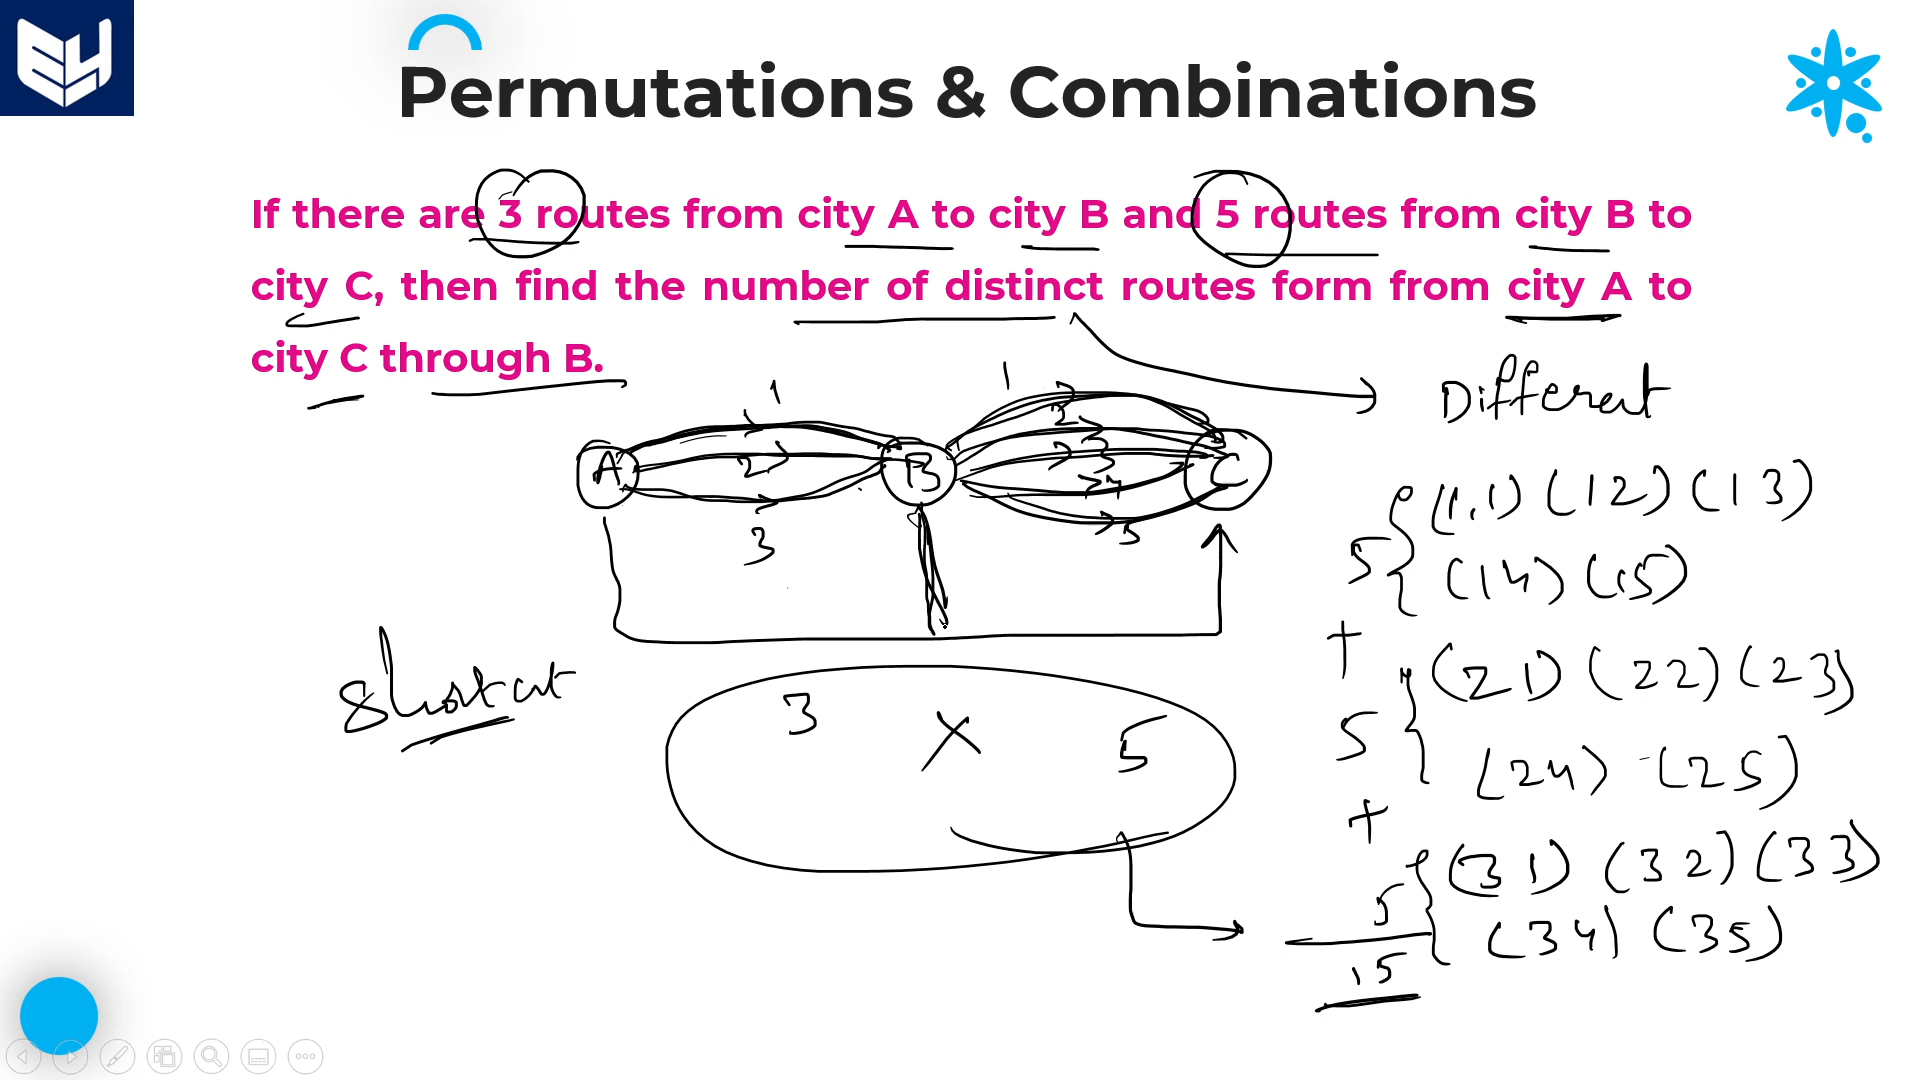 Permutations & Combinations
If there are 3 routes from city A to city B and 5 routes from city B to
city C, then find the number of distinct routes form from city A to
city C through B.
Different
1
1
2
3
A
2
B
4
C
3
5
(1,1) (12) (13)
5
(14) (15)
+
(21) (22) (23)
shortcut
3 × 5
5
(24) (25)
+
(31) (32) (33)
5
(34) (35)
15